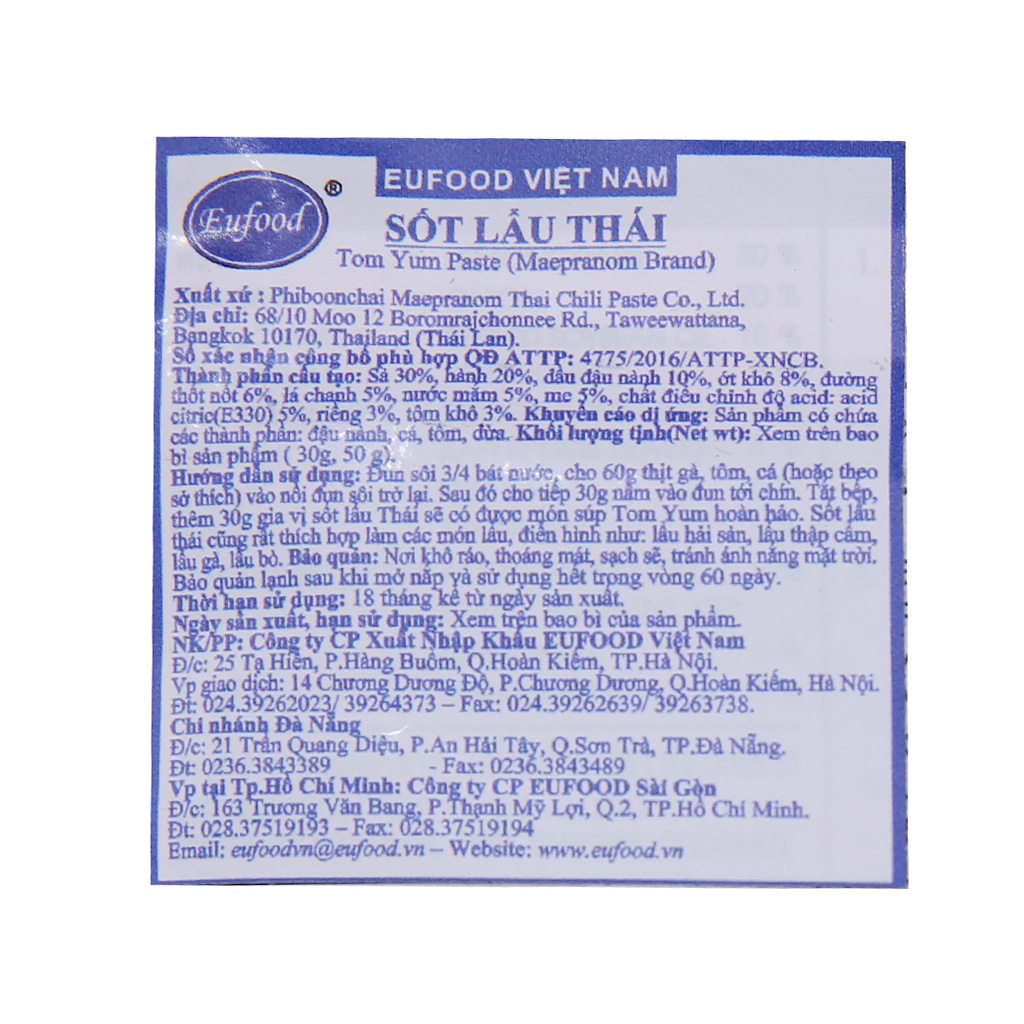 Eufood ®
EUFOOD VIỆT NAM
SỐT LẨU THÁI
Tom Yum Paste (Maepranom Brand)
Xuất xứ : Phiboonchai Maepranom Thai Chili Paste Co., Ltd.
Địa chỉ: 68/10 Moo 12 Boromrajchonnee Rd., Taweewattana,
Bangkok 10170, Thailand (Thái Lan).
Số xác nhận công bố phù hợp QĐ ATTP: 4775/2016/ATTP-XNCB.
Thành phần cấu tạo: Sả 30%, hành 20%, dầu đậu nành 10%, ớt khô 8%, đường
thốt nốt 6%, lá chanh 5%, nước mắm 5%, me 5%, chất điều chỉnh độ acid: acid
citric(E330) 5%, riềng 3%, tôm khô 3%. Khuyến cáo dị ứng: Sản phẩm có chứa
các thành phần: đậu nành, cá, tôm, dừa. Khối lượng tịnh(Net wt): Xem trên bao
bì sản phẩm ( 30g, 50 g).
Hướng dẫn sử dụng: Đun sôi 3/4 bát nước, cho 60g thịt gà, tôm, cá (hoặc theo
sở thích) vào nồi đun sôi trở lại. Sau đó cho tiếp 30g nấm vào đun tới chín. Tắt bếp,
thêm 30g gia vị sốt lẩu Thái sẽ có được món súp Tom Yum hoàn hảo. Sốt lẩu
thái cũng rất thích hợp làm các món lẩu, điển hình như: lẩu hải sản, lẩu thập cẩm,
lẩu gà, lẩu bò. Bảo quản: Nơi khô ráo, thoáng mát, sạch sẽ, tránh ánh nắng mặt trời.
Bảo quản lạnh sau khi mở nắp và sử dụng hết trong vòng 60 ngày.
Thời hạn sử dụng: 18 tháng kể từ ngày sản xuất.
Ngày sản xuất, hạn sử dụng: Xem trên bao bì của sản phẩm.
NK/PP: Công ty CP Xuất Nhập Khẩu EUFOOD Việt Nam
Đ/c: 25 Tạ Hiện, P.Hàng Buồm, Q.Hoàn Kiếm, TP.Hà Nội.
Vp giao dịch: 14 Chương Dương Độ, P.Chương Dương, Q.Hoàn Kiếm, Hà Nội.
Đt: 024.39262023/ 39264373 – Fax: 024.39262639/ 39263738.
Chi nhánh Đà Nẵng
Đ/c: 21 Trần Quang Diệu, P.An Hải Tây, Q.Sơn Trà, TP.Đà Nẵng.
Đt: 0236.3843389 - Fax: 0236.3843489
Vp tại Tp.Hồ Chí Minh: Công ty CP EUFOOD Sài Gòn
Đ/c: 163 Trương Văn Bang, P.Thạnh Mỹ Lợi, Q.2, TP.Hồ Chí Minh.
Đt: 028.37519193 – Fax: 028.37519194
Email: eufoodvn@eufood.vn – Website: www.eufood.vn